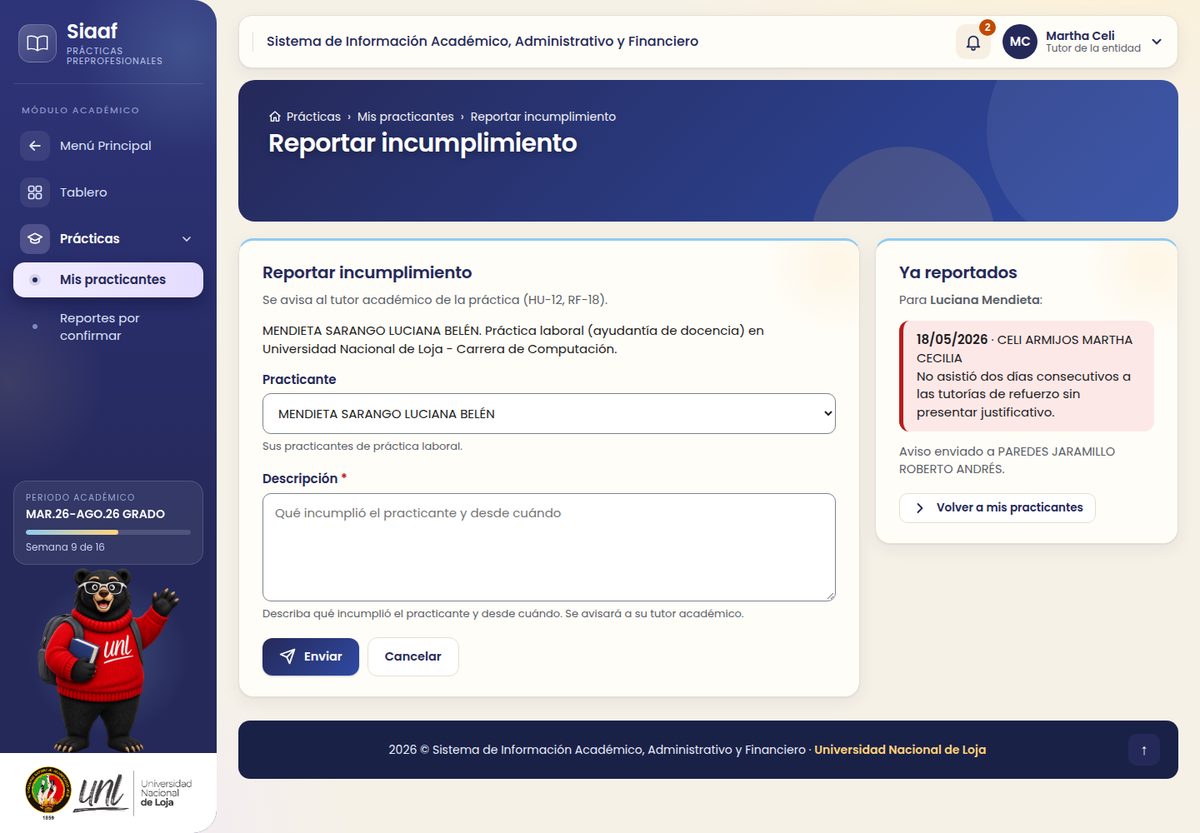 Siaaf
PRÁCTICAS
PREPROFESIONALES
MÓDULO ACADÉMICO
Menú Principal
Tablero
Prácticas
Mis practicantes
Reportes por
confirmar
PERIODO ACADÉMICO
MAR.26-AGO.26 GRADO
Semana 9 de 16
unl
1859
unl
Universidad
Nacional
de Loja
Sistema de Información Académico, Administrativo y Financiero
2
MC
Martha Celi
Tutor de la entidad
Prácticas › Mis practicantes › Reportar incumplimiento
Reportar incumplimiento
Reportar incumplimiento
Se avisa al tutor académico de la práctica (HU-12, RF-18).
MENDIETA SARANGO LUCIANA BELÉN. Práctica laboral (ayudantía de docencia) en
Universidad Nacional de Loja - Carrera de Computación.
Practicante
MENDIETA SARANGO LUCIANA BELÉN
Sus practicantes de práctica laboral.
Descripción *
Qué incumplió el practicante y desde cuándo
Describa qué incumplió el practicante y desde cuándo. Se avisará a su tutor académico.
Enviar
Cancelar
Ya reportados
Para Luciana Mendieta:
18/05/2026 · CELI ARMIJOS MARTHA
CECILIA
No asistió dos días consecutivos a
las tutorías de refuerzo sin
presentar justificativo.
Aviso enviado a PAREDES JARAMILLO
ROBERTO ANDRÉS.
Volver a mis practicantes
2026 © Sistema de Información Académico, Administrativo y Financiero · Universidad Nacional de Loja
↑